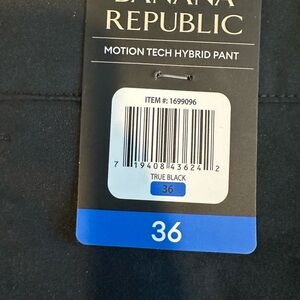 BANANA
REPUBLIC
MOTION TECH HYBRID PANT
ITEM #: 1699096
7 19408 43624 2
TRUE BLACK
36
36